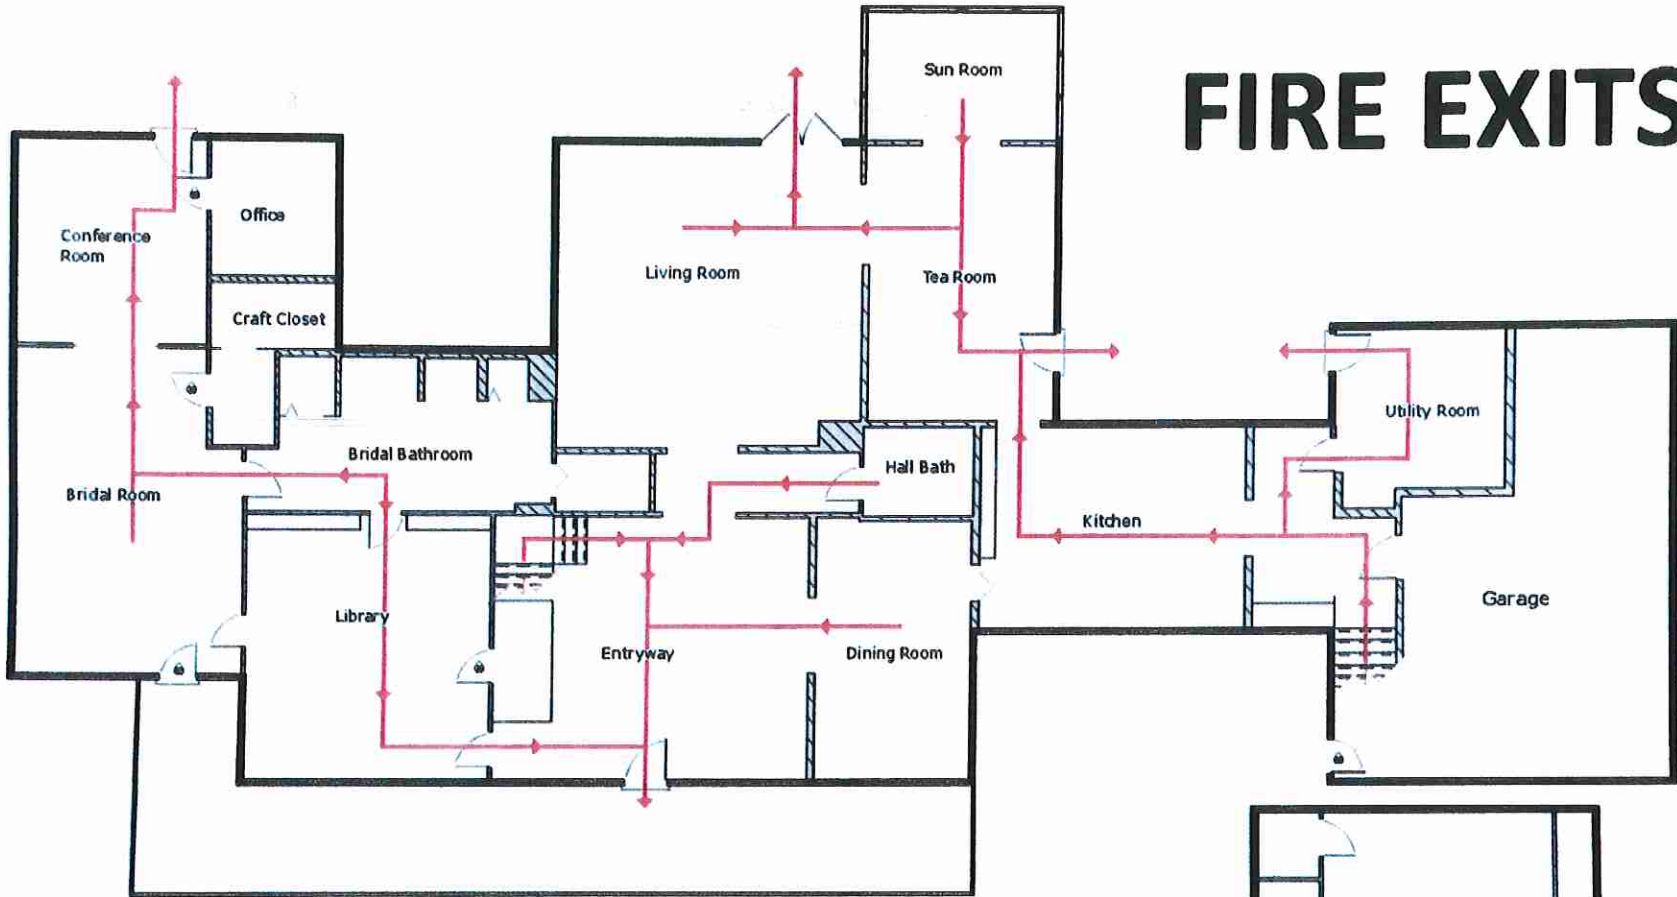 FIRE EXITS
Sun Room
Office
Conference
Room
Living Room
Tea Room
Craft Closet
Utility Room
Bridal Bathroom
Hall Bath
Bridal Room
Kitchen
Library
Garage
Entryway
Dining Room